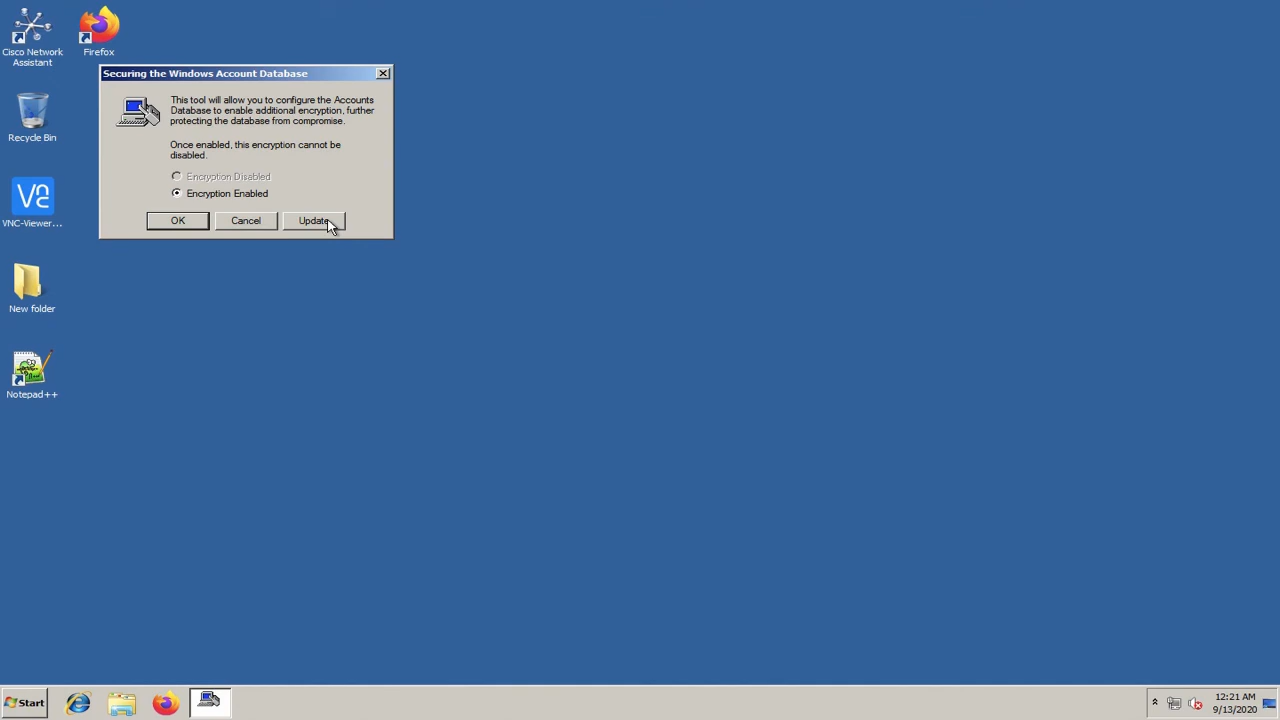 Cisco Network
Assistant
Firefox
Recycle Bin
VNC-Viewer...
New folder
Notepad++
Securing the Windows Account Database
This tool will allow you to configure the Accounts
Database to enable additional encryption, further
protecting the database from compromise.
Once enabled, this encryption cannot be
disabled.
Encryption Disabled
Encryption Enabled
OK
Cancel
Update
Start
12:21 AM
9/13/2020